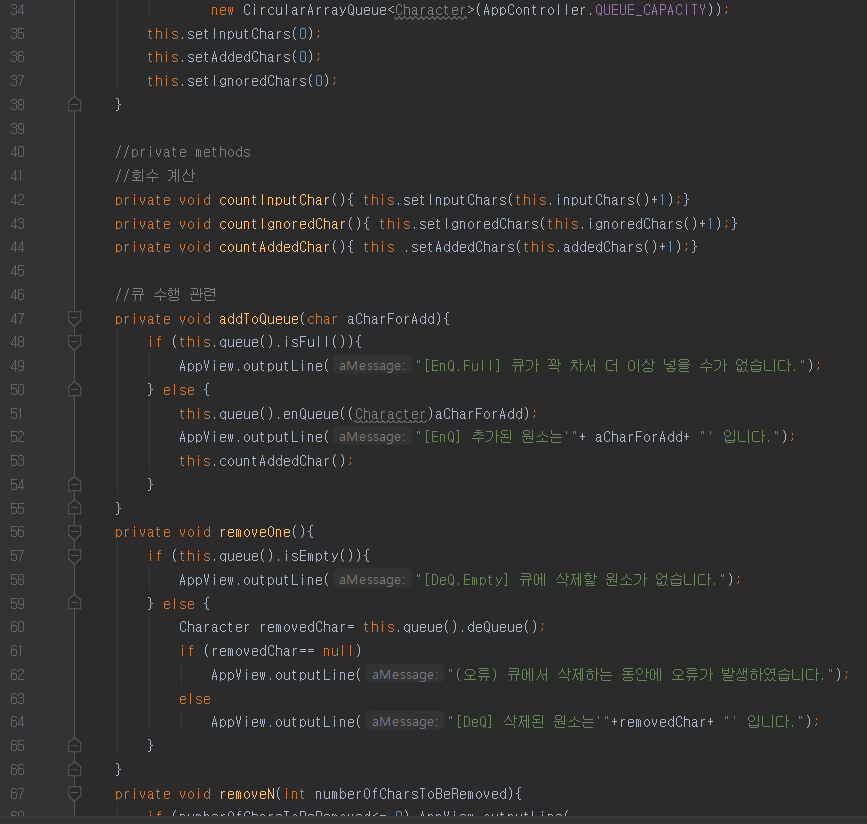 34 new CircularArrayQueue<Character>(AppController.QUEUE_CAPACITY));
35 this.setInputChars(0);
36 this.setAddedChars(0);
37 this.setIgnoredChars(0);
38 }
39
40 //private methods
41 //회수 계산
42 private void countInputChar(){ this.setInputChars(this.inputChars()+1);}
43 private void countIgnoredChar(){ this.setIgnoredChars(this.ignoredChars()+1);}
44 private void countAddedChar(){ this .setAddedChars(this.addedChars()+1);}
45
46 //큐 수행 관련
47 private void addToQueue(char aCharForAdd){
48 if (this.queue().isFull()){
49 AppView.outputLine( aMessage: "[EnQ.Full] 큐가 꽉 차서 더 이상 넣을 수가 없습니다.");
50 } else {
51 this.queue().enQueue((Character)aCharForAdd);
52 AppView.outputLine( aMessage: "[EnQ] 추가된 원소는'"+ aCharForAdd+ "' 입니다.");
53 this.countAddedChar();
54 }
55 }
56 private void removeOne(){
57 if (this.queue().isEmpty()){
58 AppView.outputLine( aMessage: "[DeQ.Empty] 큐에 삭제할 원소가 없습니다.");
59 } else {
60 Character removedChar= this.queue().deQueue();
61 if (removedChar== null)
62 AppView.outputLine( aMessage: "(오류) 큐에서 삭제하는 동안에 오류가 발생하였습니다.");
63 else
64 AppView.outputLine( aMessage: "[DeQ] 삭제된 원소는'"+removedChar+ "' 입니다.");
65 }
66 }
67 private void removeN(int numberOfCharsToBeRemoved){
68 if (numberOfCharsToBeRemoved<= 0) AppView.outputLine(